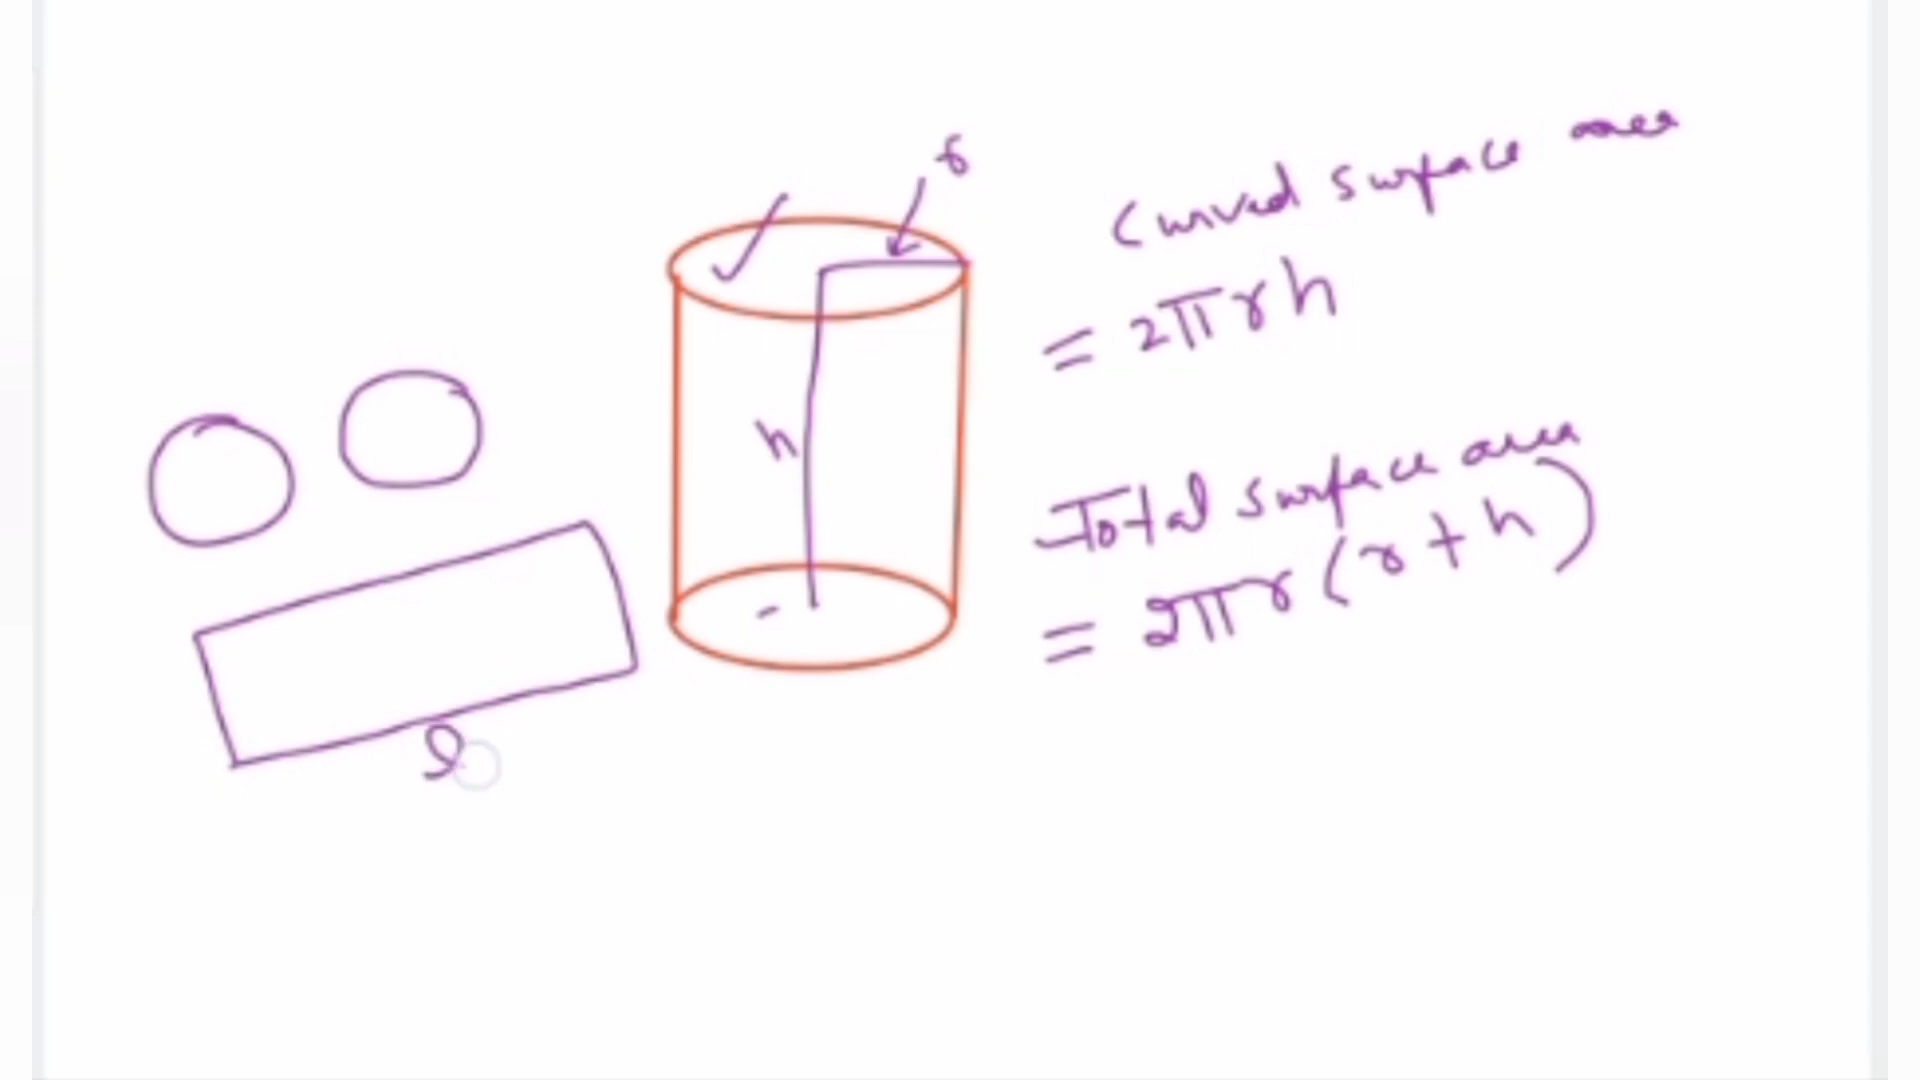 r
h
Curved surface area
= 2πrh
Total surface area
= 2πr(r+h)